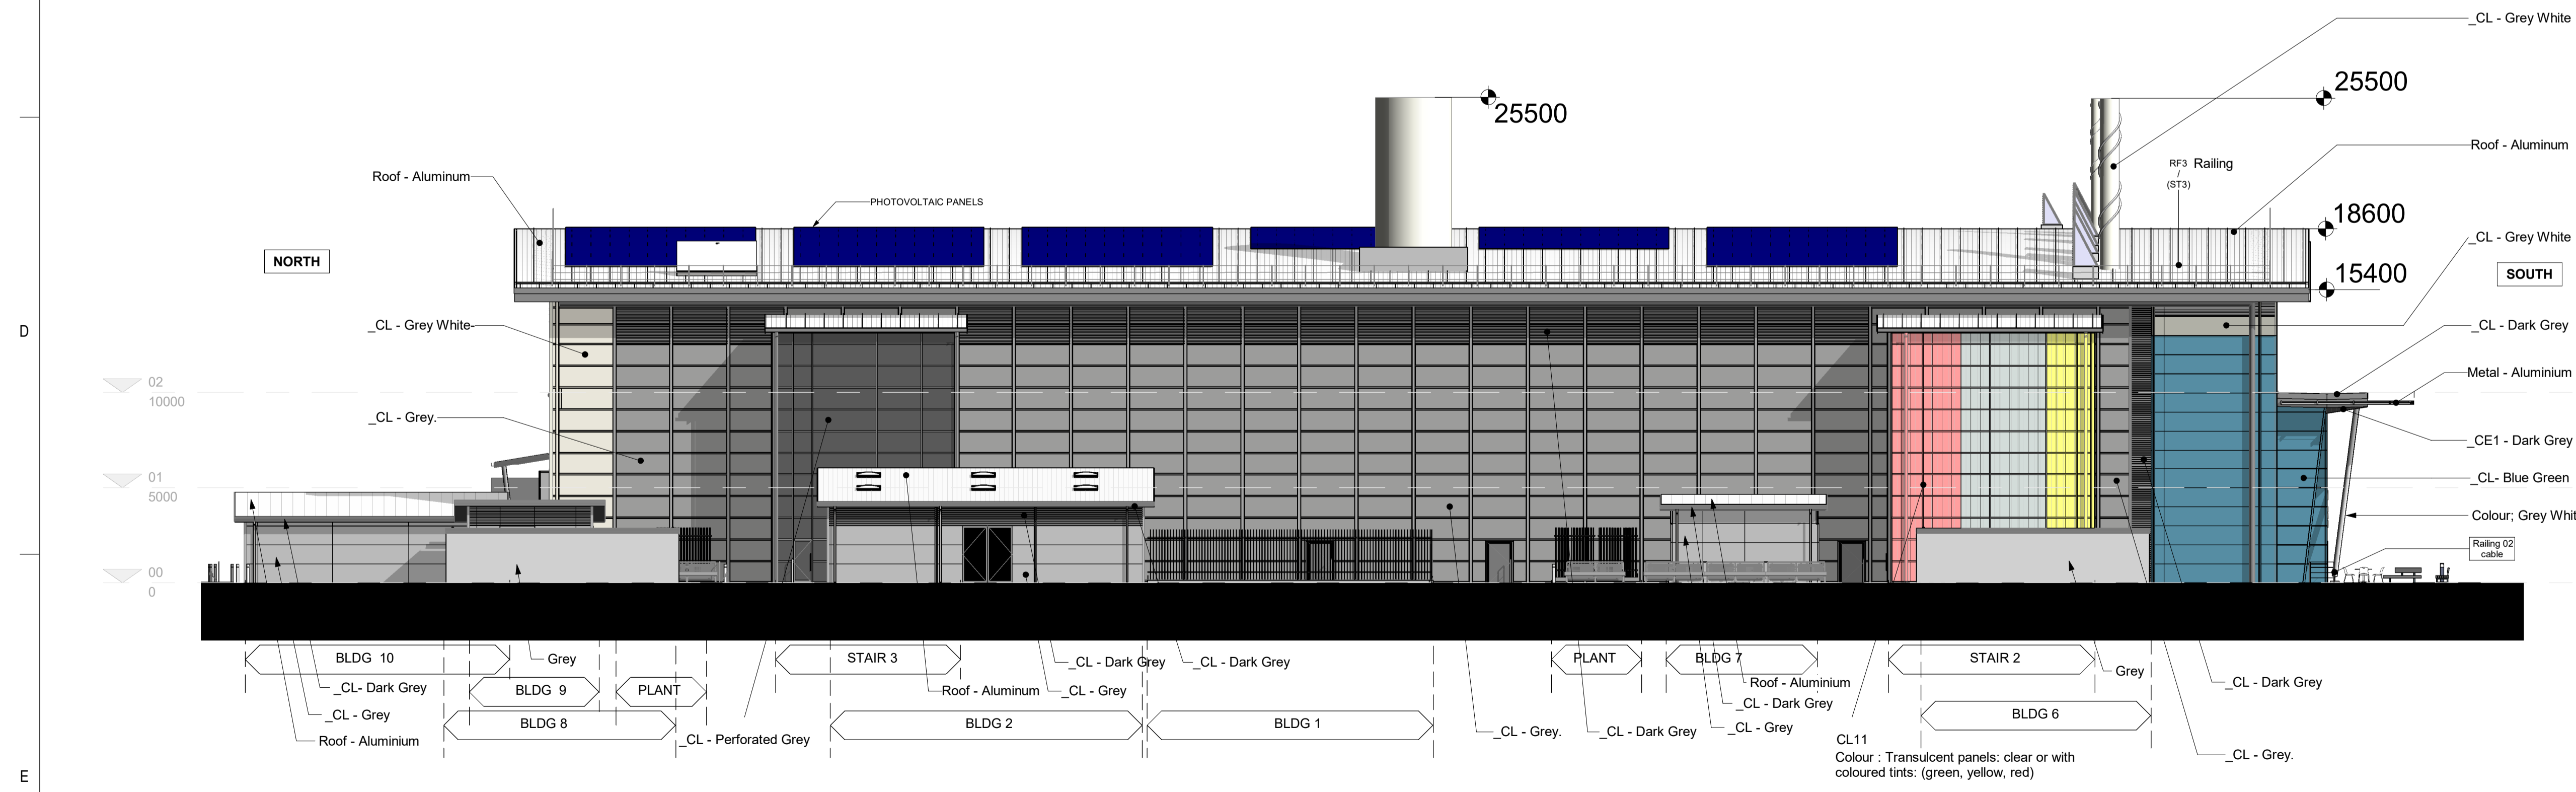 _CL - Grey White
25500
25500
Roof - Aluminum
RF3
/
(ST3)
Railing
Roof - Aluminum
PHOTOVOLTAIC PANELS
18600
_CL - Grey White
NORTH
SOUTH
15400
_CL - Grey White
D
_CL - Dark Grey
Metal - Aluminium
02
10000
_CL - Grey.
_CE1 - Dark Grey
01
5000
_CL- Blue Green
Colour; Grey Whit
Railing 02
cable
00
0
BLDG 10
Grey
STAIR 3
_CL - Dark Grey
_CL - Dark Grey
PLANT
BLDG 7
STAIR 2
Grey
_CL- Dark Grey
BLDG 9
PLANT
Roof - Aluminum
_CL - Grey
Roof - Aluminium
_CL - Dark Grey
_CL - Dark Grey
_CL - Grey
BLDG 8
BLDG 2
BLDG 1
BLDG 6
Roof - Aluminium
_CL - Perforated Grey
_CL - Grey.
_CL - Dark Grey
_CL - Grey
CL11
Colour : Transulcent panels: clear or with
coloured tints: (green, yellow, red)
_CL - Grey.
E